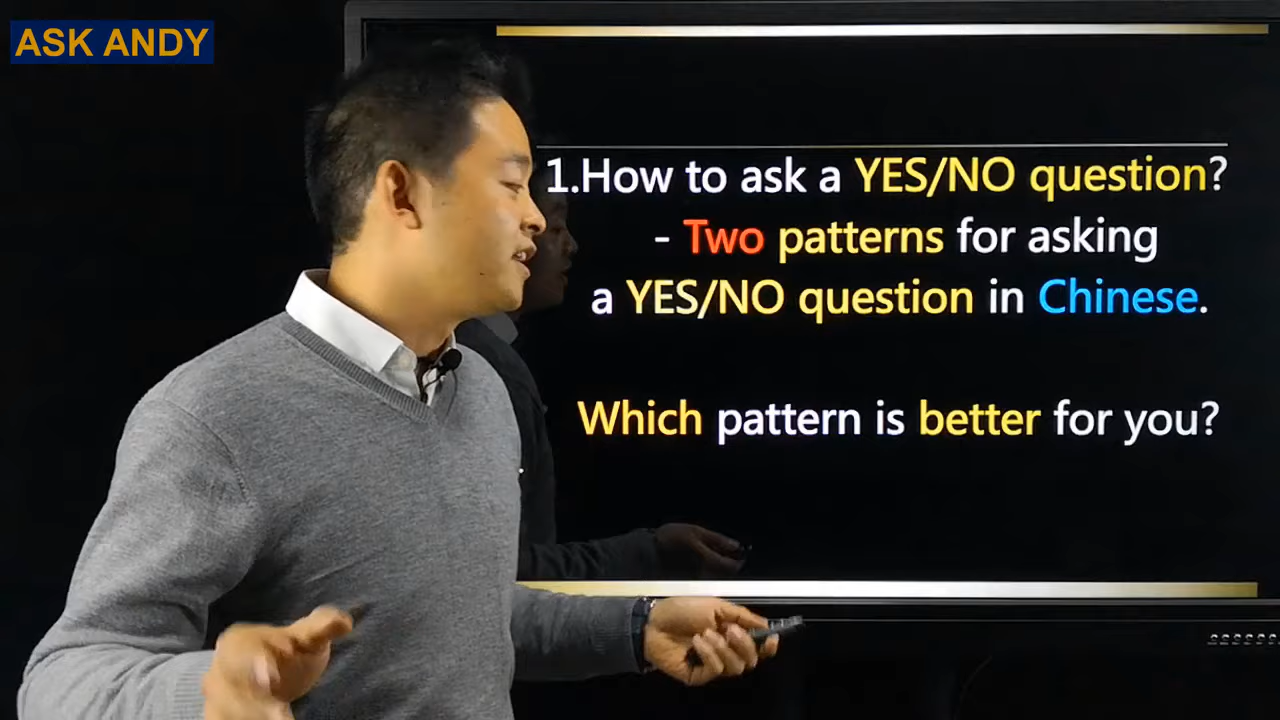 ASK ANDY
1.How to ask a YES/NO question?
- Two patterns for asking
a YES/NO question in Chinese.
Which pattern is better for you?